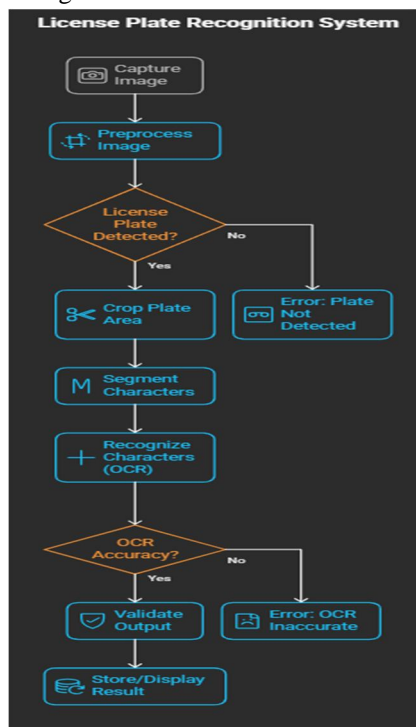 License Plate Recognition System
Capture
Image
Preprocess
Image
License
Plate
Detected?
No
Yes
Crop Plate
Area
Error: Plate
Not
Detected
M
Segment
Characters
Recognize
Characters
(OCR)
OCR
Accuracy?
No
Yes
Validate
Output
Error: OCR
Inaccurate
Store/Display
Result